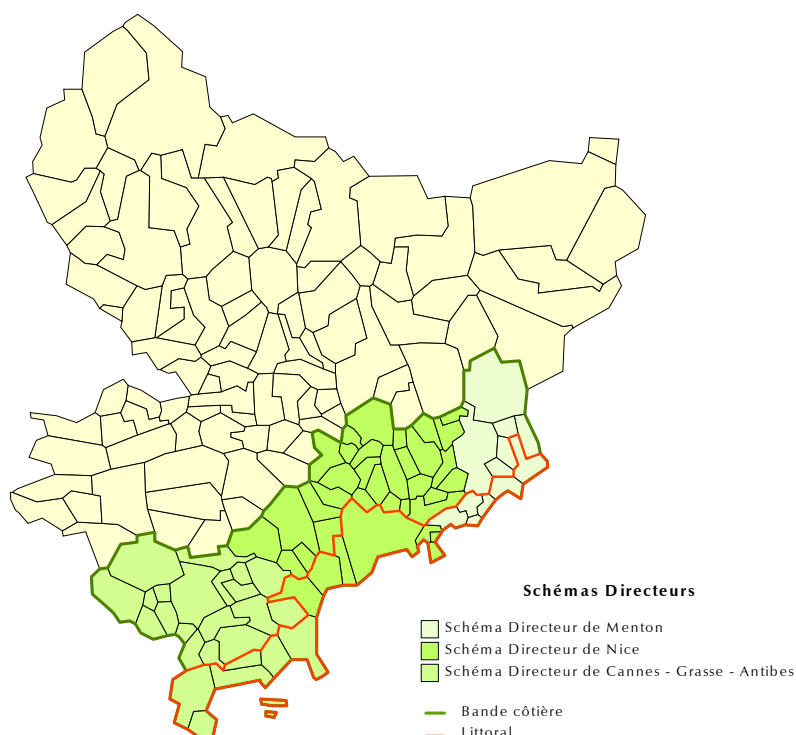 Schémas Directeurs
Schéma Directeur de Menton
Schéma Directeur de Nice
Schéma Directeur de Cannes - Grasse - Antibes
Bande côtière
Littoral